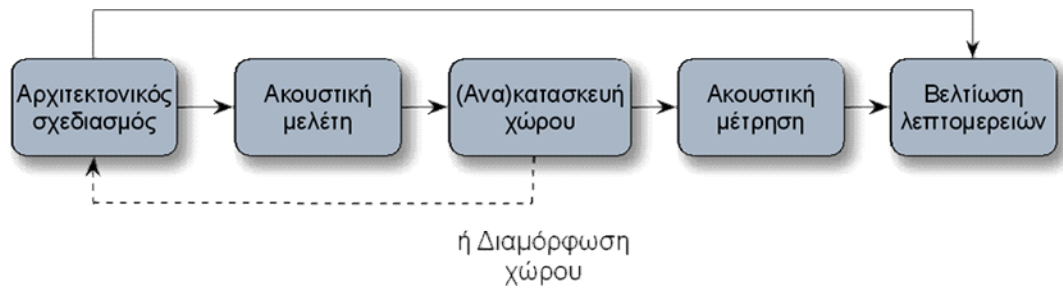 Αρχιτεκτονικός
σχεδιασμός
Ακουστική
μελέτη
(Ανα)κατασκευή
χώρου
Ακουστική
μέτρηση
Βελτίωση
λεπτομερειών
ή Διαμόρφωση
χώρου